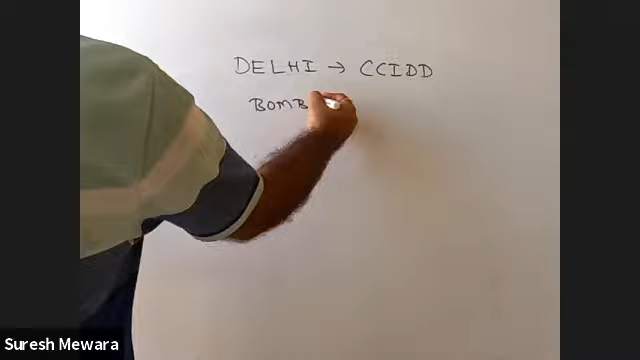 DELHI → CCIDD
BOMB
Suresh Mewara